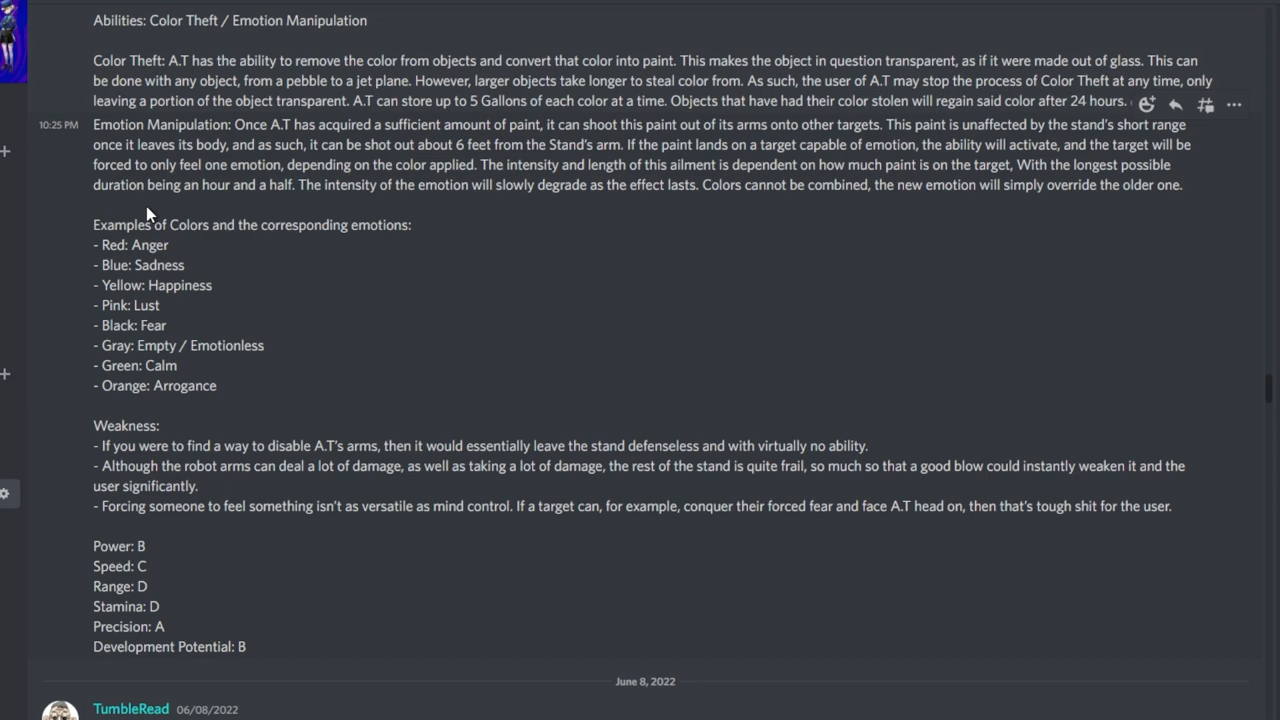 Abilities: Color Theft / Emotion Manipulation
Color Theft: A.T has the ability to remove the color from objects and convert that color into paint. This makes the object in question transparent, as if it were made out of glass. This can
be done with any object, from a pebble to a jet plane. However, larger objects take longer to steal color from. As such, the user of A.T may stop the process of Color Theft at any time, only
leaving a portion of the object transparent. A.T can store up to 5 Gallons of each color at a time. Objects that have had their color stolen will regain said color after 24 hours.
10:25 PM Emotion Manipulation: Once A.T has acquired a sufficient amount of paint, it can shoot this paint out of its arms onto other targets. This paint is unaffected by the stand's short range
once it leaves its body, and as such, it can be shot out about 6 feet from the Stand's arm. If the paint lands on a target capable of emotion, the ability will activate, and the target will be
forced to only feel one emotion, depending on the color applied. The intensity and length of this ailment is dependent on how much paint is on the target, With the longest possible
duration being an hour and a half. The intensity of the emotion will slowly degrade as the effect lasts. Colors cannot be combined, the new emotion will simply override the older one.
Examples of Colors and the corresponding emotions:
- Red: Anger
- Blue: Sadness
- Yellow: Happiness
- Pink: Lust
- Black: Fear
- Gray: Empty / Emotionless
- Green: Calm
- Orange: Arrogance
Weakness:
- If you were to find a way to disable A.T's arms, then it would essentially leave the stand defenseless and with virtually no ability.
- Although the robot arms can deal a lot of damage, as well as taking a lot of damage, the rest of the stand is quite frail, so much so that a good blow could instantly weaken it and the
user significantly.
- Forcing someone to feel something isn't as versatile as mind control. If a target can, for example, conquer their forced fear and face A.T head on, then that's tough shit for the user.
Power: B
Speed: C
Range: D
Stamina: D
Precision: A
Development Potential: B
June 8, 2022
TumbleRead 06/08/2022